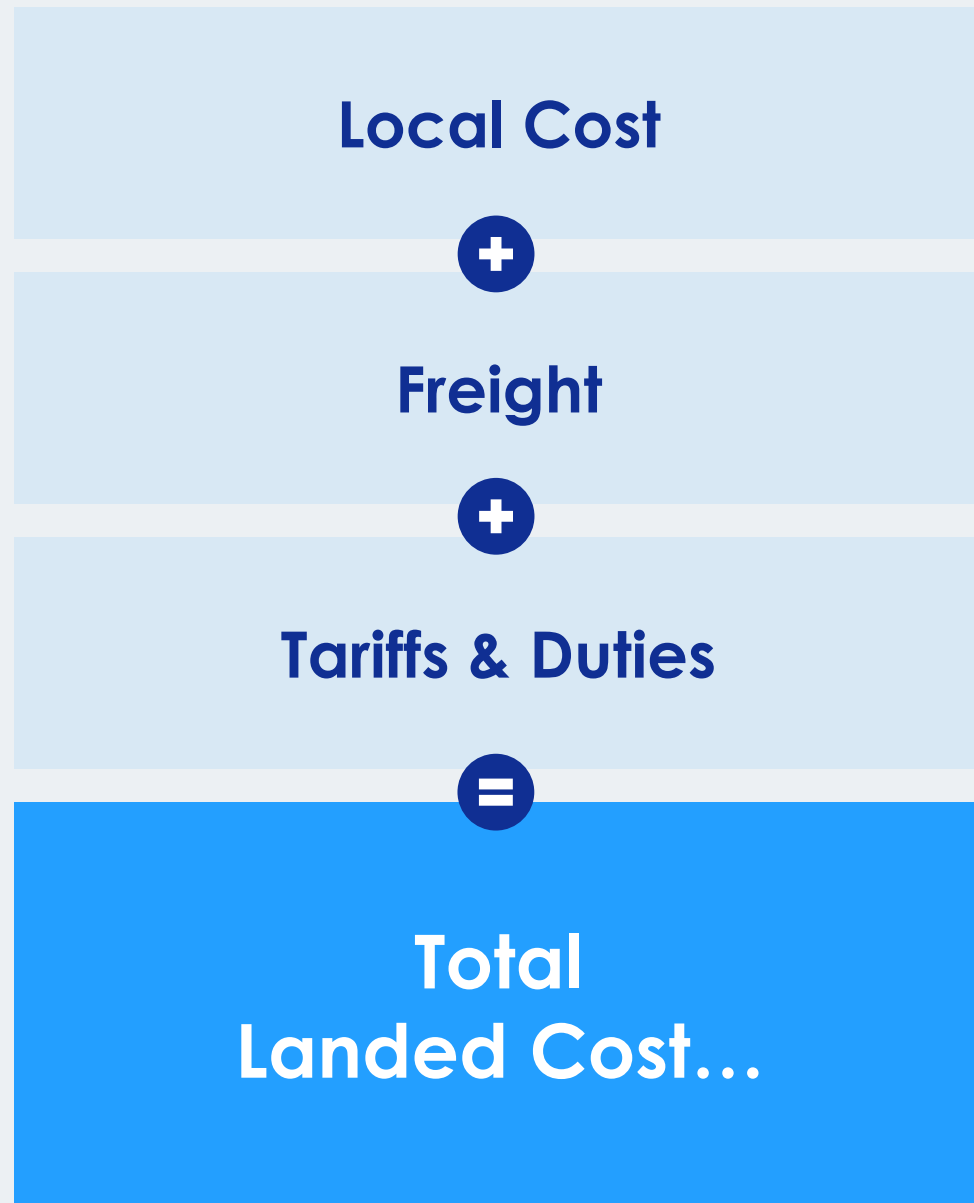 Local Cost
+
Freight
+
Tariffs & Duties
=
Total
Landed Cost…